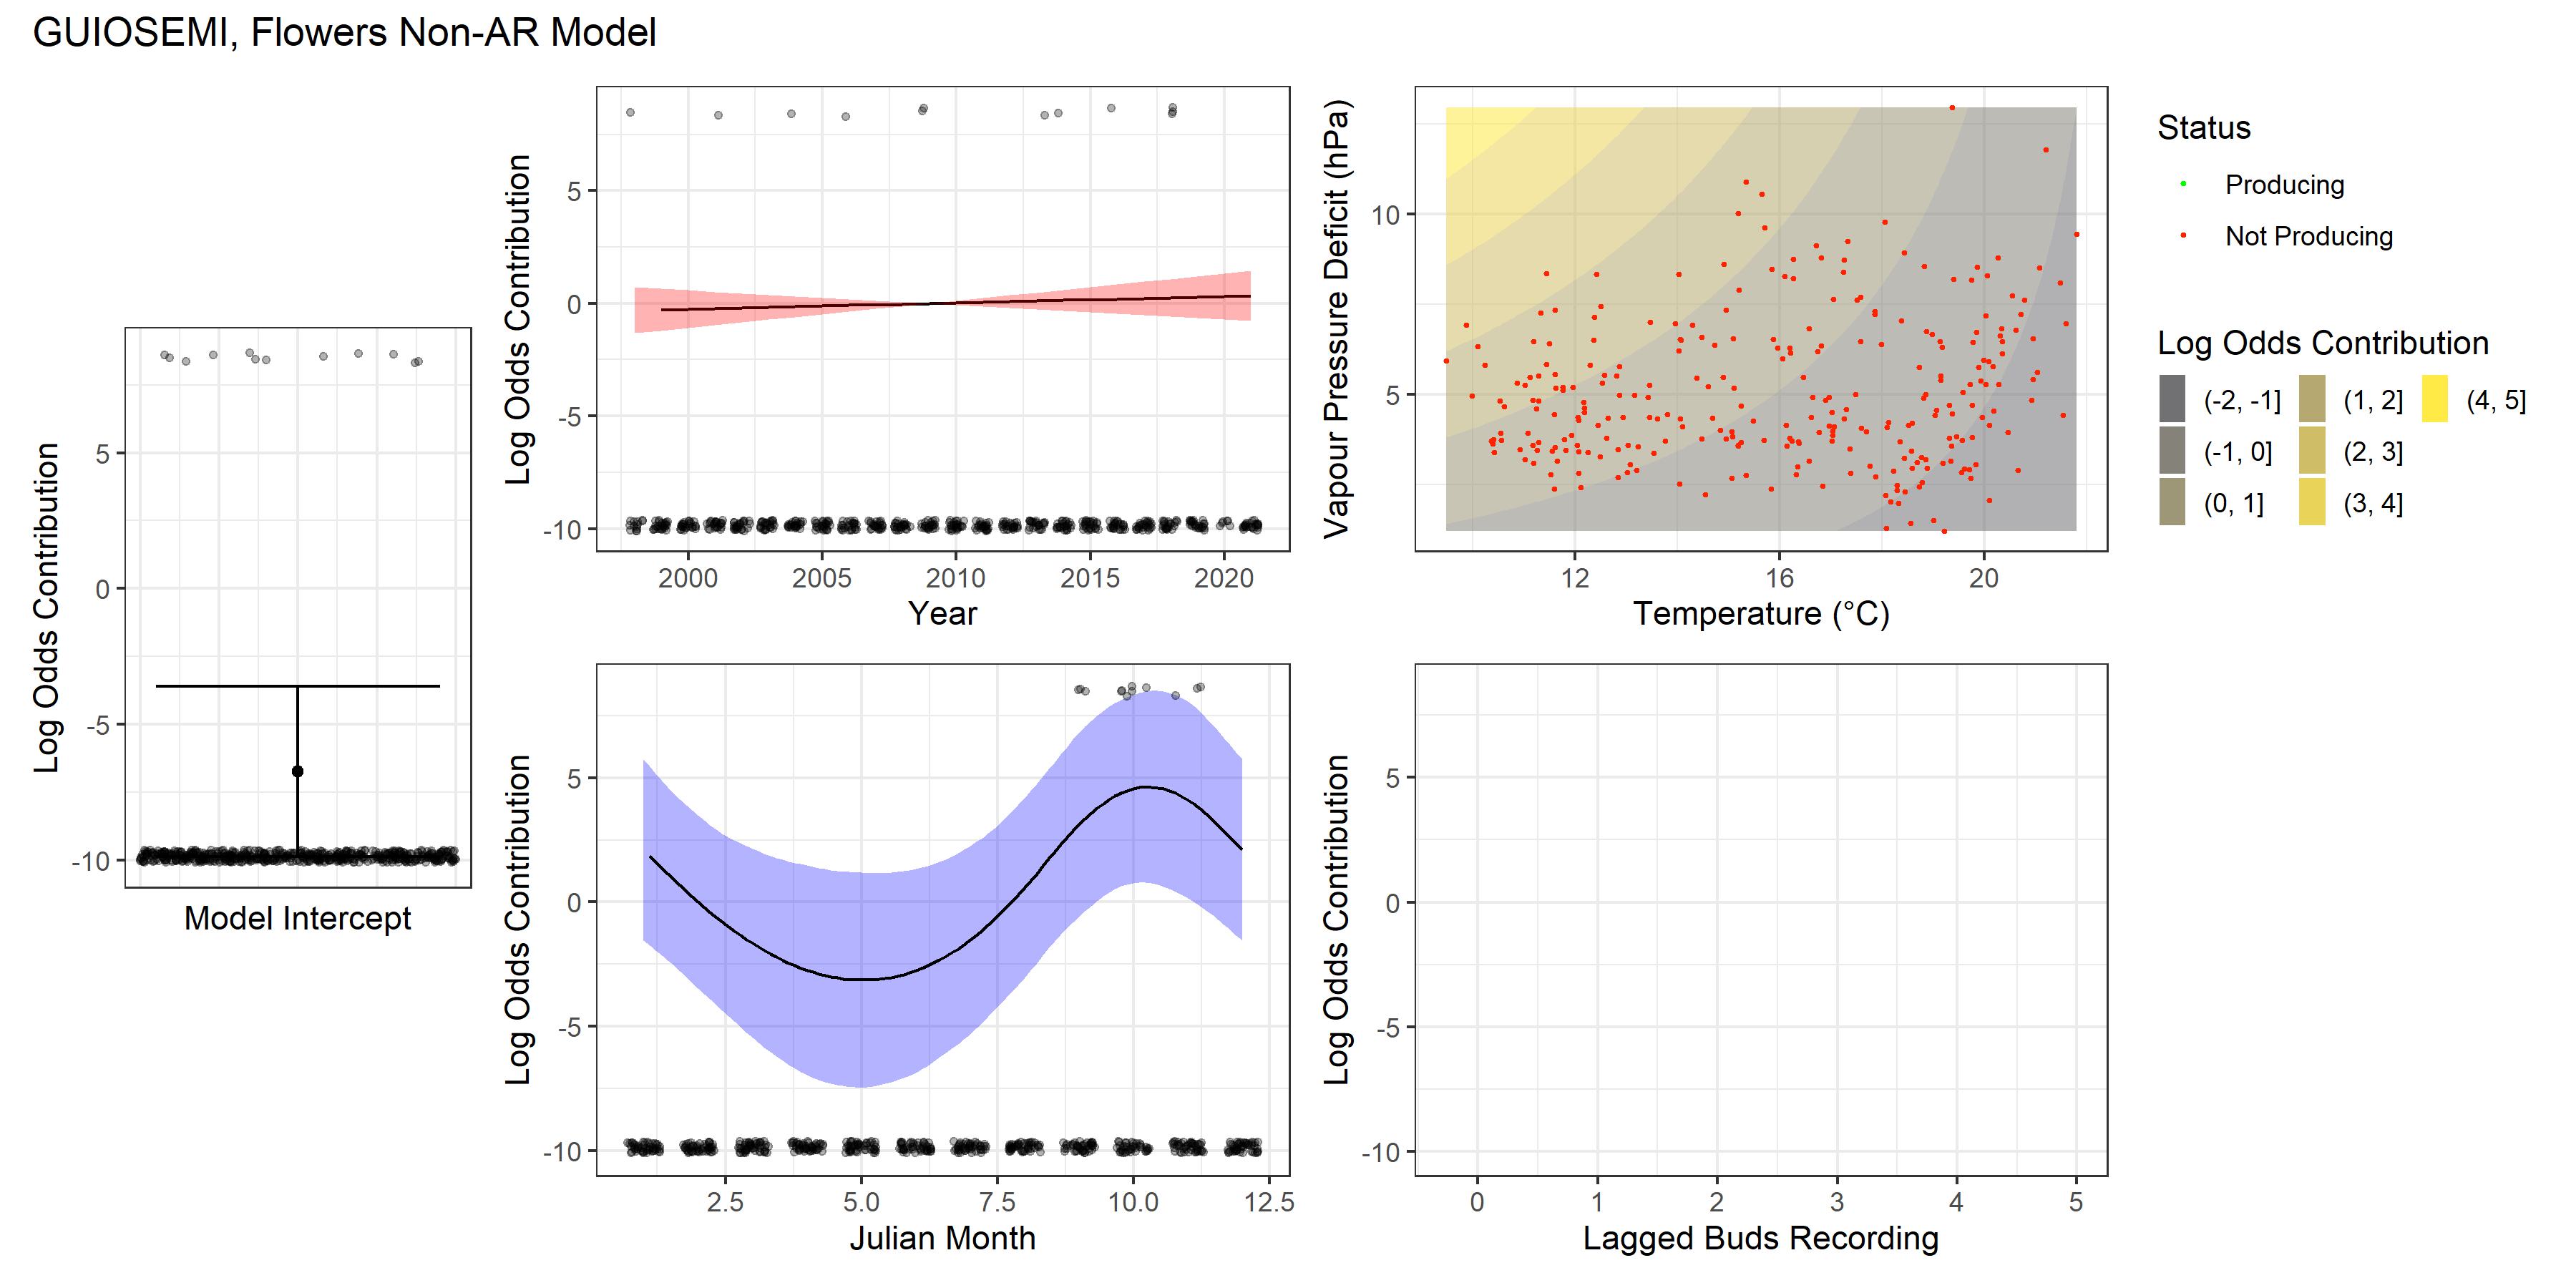 GUIOSEMI, Flowers Non-AR Model
Log Odds Contribution
5
0
-5
-10
Model Intercept
Log Odds Contribution
5
0
-5
-10
2000 2005 2010 2015 2020
Year
Vapour Pressure Deficit (hPa)
10
5
12 16 20
Temperature (°C)
Status
Producing
Not Producing
Log Odds Contribution
(-2, -1] (1, 2] (4, 5]
(-1, 0] (2, 3]
(0, 1] (3, 4]
Log Odds Contribution
5
0
-5
-10
2.5 5.0 7.5 10.0 12.5
Julian Month
Log Odds Contribution
5
0
-5
-10
0 1 2 3 4 5
Lagged Buds Recording